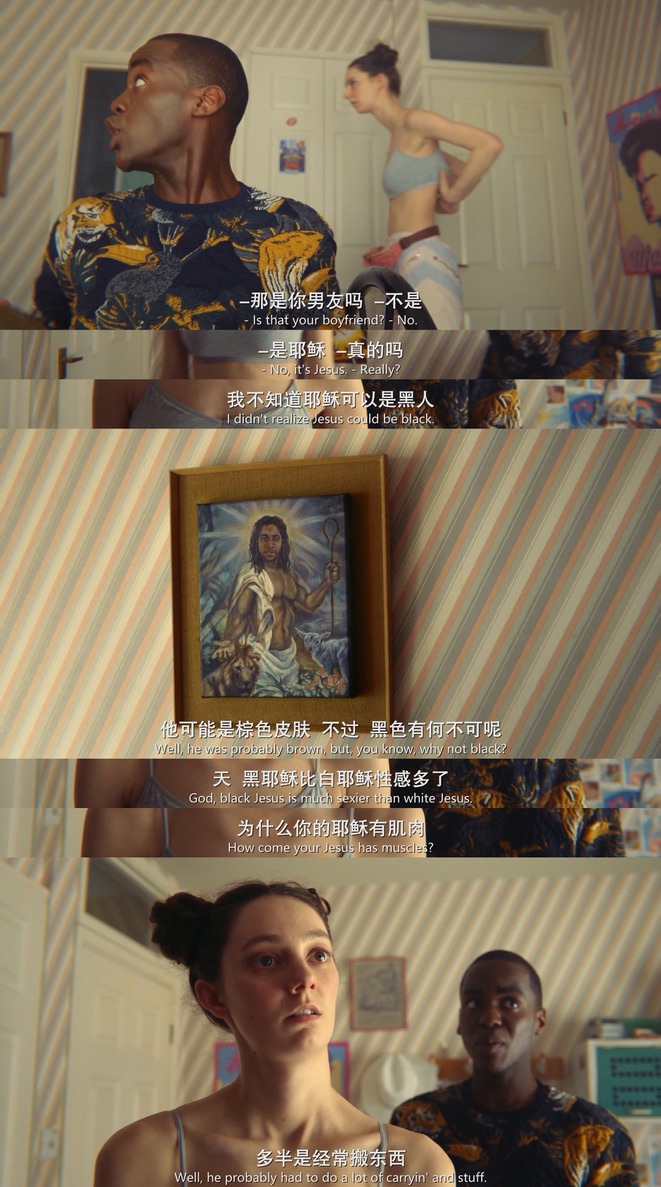 –那是你男友吗 –不是
- Is that your boyfriend? - No.
–是耶稣 –真的吗
- No, it's Jesus. - Really?
我不知道耶稣可以是黑人
I didn't realize Jesus could be black.
他可能是棕色皮肤 不过 黑色有何不可呢
Well, he was probably brown, but, you know, why not black?
天 黑耶稣比白耶稣性感多了
God, black Jesus is much sexier than white Jesus.
为什么你的耶稣有肌肉
How come your Jesus has muscles?
多半是经常搬东西
Well, he probably had to do a lot of carryin' and stuff.